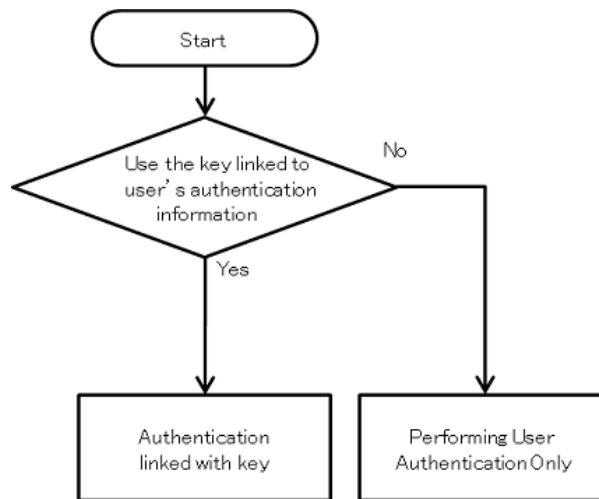 Start
Use the key linked to
user's authentication
information
No
Yes
Authentication
linked with key
Performing User
Authentication Only